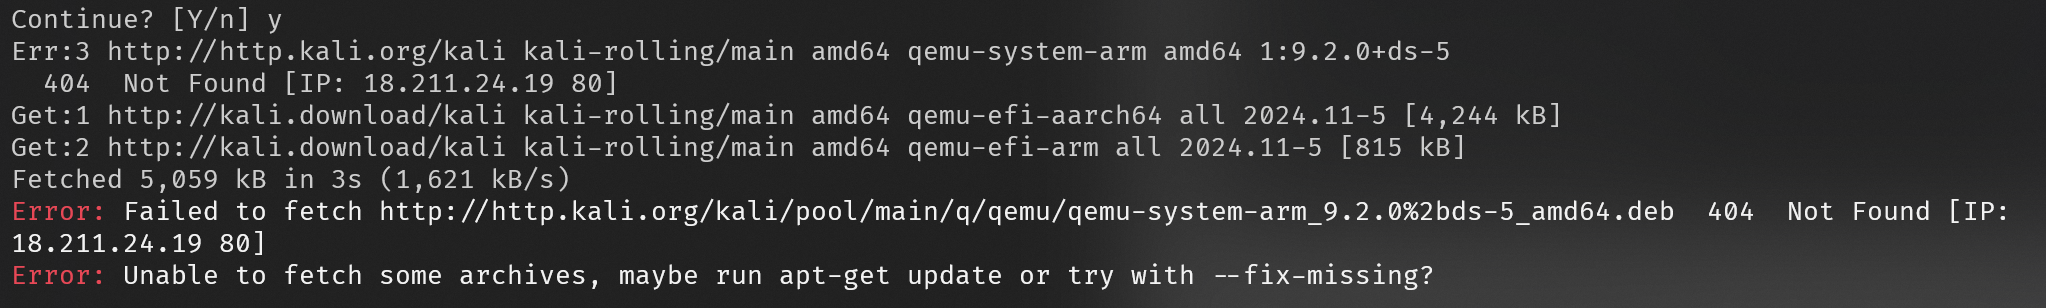 Continue? [Y/n] y
Err:3 http://http.kali.org/kali kali-rolling/main amd64 qemu-system-arm amd64 1:9.2.0+ds-5
  404  Not Found [IP: 18.211.24.19 80]
Get:1 http://kali.download/kali kali-rolling/main amd64 qemu-efi-aarch64 all 2024.11-5 [4,244 kB]
Get:2 http://kali.download/kali kali-rolling/main amd64 qemu-efi-arm all 2024.11-5 [815 kB]
Fetched 5,059 kB in 3s (1,621 kB/s)
Error: Failed to fetch http://http.kali.org/kali/pool/main/q/qemu/qemu-system-arm_9.2.0%2bds-5_amd64.deb  404  Not Found [IP:
18.211.24.19 80]
Error: Unable to fetch some archives, maybe run apt-get update or try with --fix-missing?